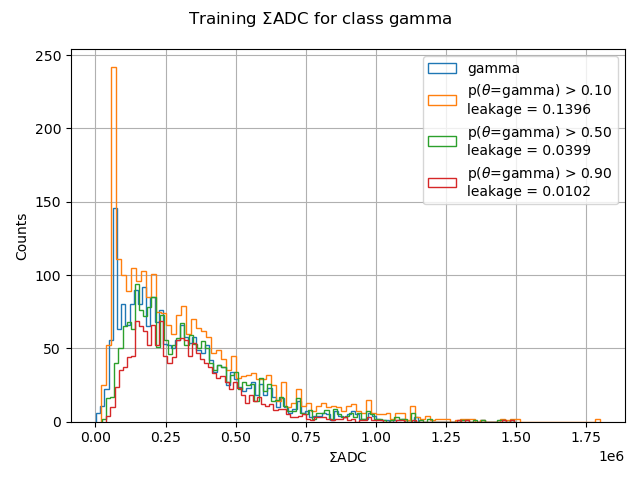 Training ΣADC for class gamma
gamma
p(θ=gamma) > 0.10
leakage = 0.1396
p(θ=gamma) > 0.50
leakage = 0.0399
p(θ=gamma) > 0.90
leakage = 0.0102
Counts
250
200
150
100
50
0
0.00 0.25 0.50 0.75 1.00 1.25 1.50 1.75
1e6
ΣADC